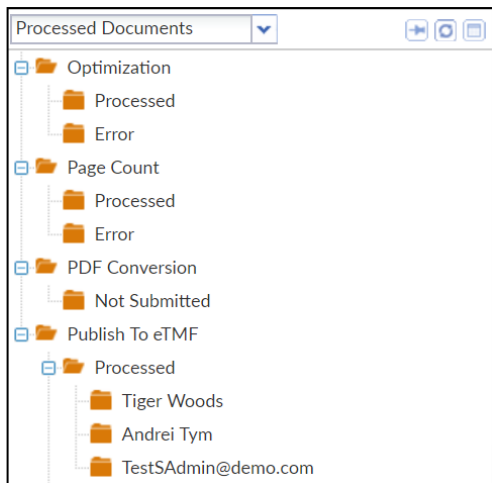 Processed Documents
Optimization
Processed
Error
Page Count
Processed
Error
PDF Conversion
Not Submitted
Publish To eTMF
Processed
Tiger Woods
Andrei Tym
TestSAdmin@demo.com